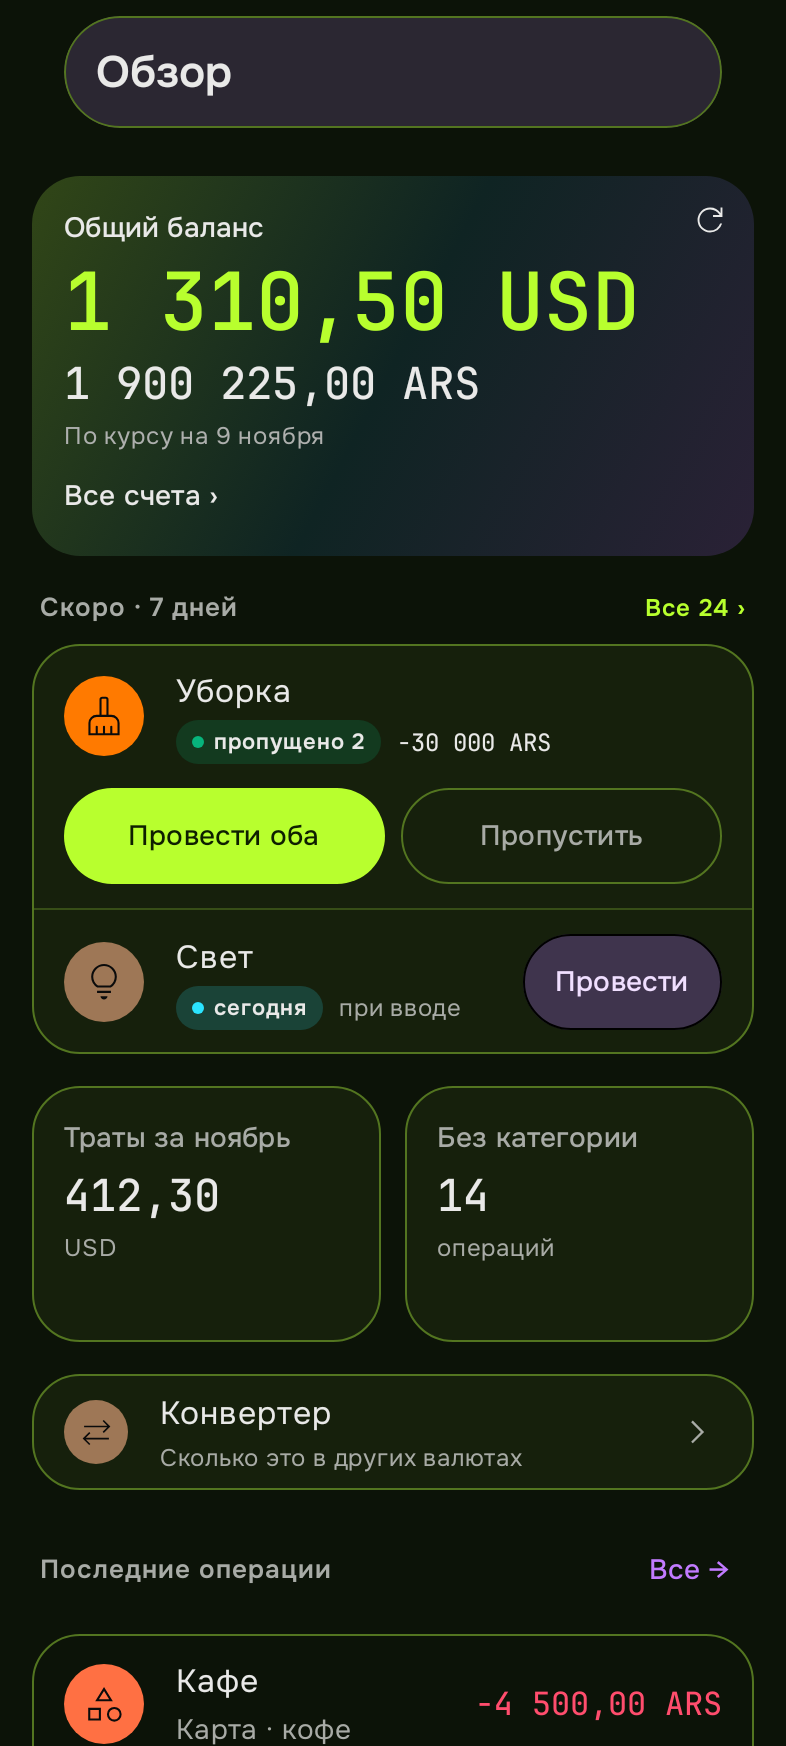 Обзор
Общий баланс
1 310,50 USD
1 900 225,00 ARS
По курсу на 9 ноября
Все счета ›
Скоро · 7 дней
Все 24 ›
Уборка
пропущено 2 -30 000 ARS
Провести оба
Пропустить
Свет
сегодня при вводе
Провести
Траты за ноябрь
412,30
USD
Без категории
14
операций
Конвертер
Сколько это в других валютах
Последние операции
Все →
Кафе
Карта · кофе
-4 500,00 ARS